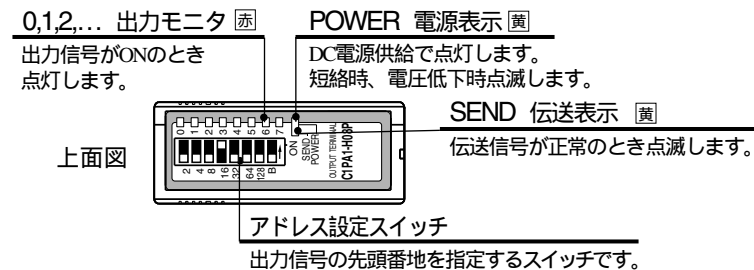 0,1,2,… 出力モニタ 赤
出力信号がONのとき
点灯します。
POWER 電源表示 黄
DC電源供給で点灯します。
短絡時、電圧低下時点滅します。
SEND 伝送表示 黄
伝送信号が正常のとき点滅します。
上面図
0 1 2 3 4 5 6 7
2 4 8 16 32 64 128 B
ON
SEND
POWER
OUTPUT TERMINAL
C1PA1-H08P
アドレス設定スイッチ
出力信号の先頭番地を指定するスイッチです。